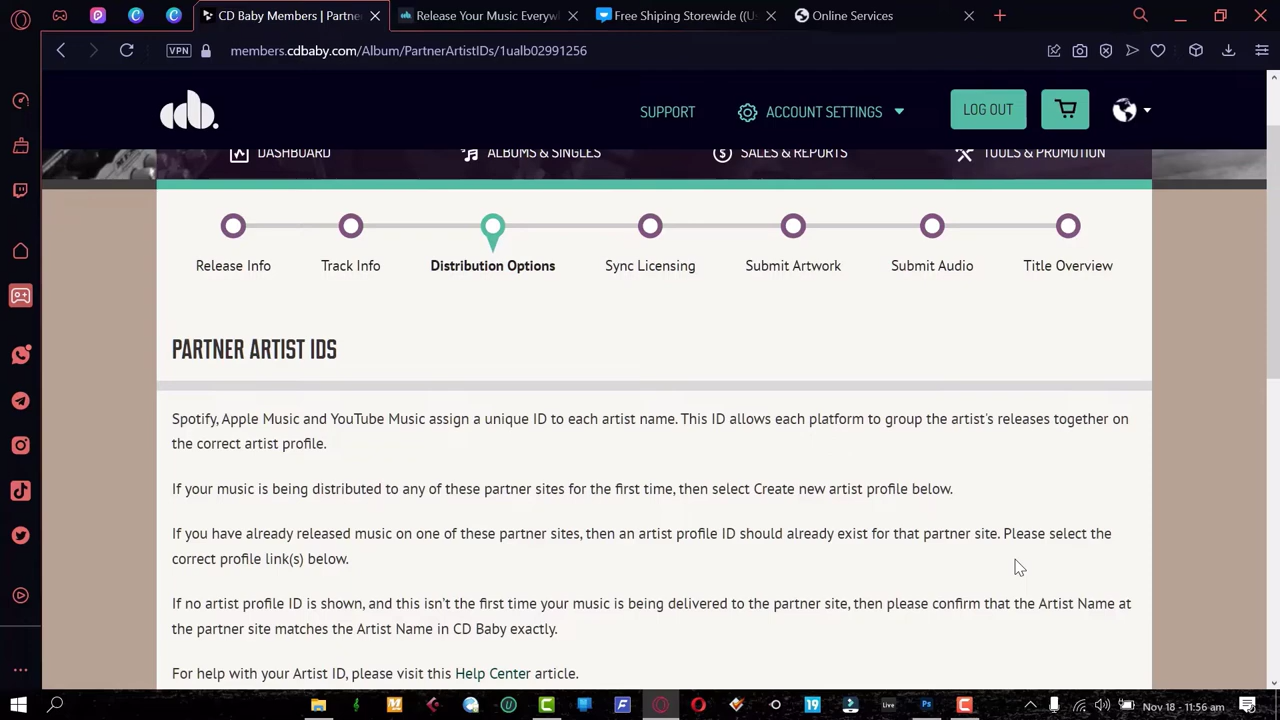 CD Baby Members | Partner
Release Your Music Everyw
Free Shiping Storewide ((U
Online Services
VPN
members.cdbaby.com/Album/PartnerArtistIDs/1ualb02991256
cdb.
SUPPORT
ACCOUNT SETTINGS
LOG OUT
DASHBOARD
ALBUMS & SINGLES
SALES & REPORTS
TOOLS & PROMOTION
Release Info
Track Info
Distribution Options
Sync Licensing
Submit Artwork
Submit Audio
Title Overview
PARTNER ARTIST IDS
Spotify, Apple Music and YouTube Music assign a unique ID to each artist name. This ID allows each platform to group the artist's releases together on
the correct artist profile.
If your music is being distributed to any of these partner sites for the first time, then select Create new artist profile below.
If you have already released music on one of these partner sites, then an artist profile ID should already exist for that partner site. Please select the
correct profile link(s) below.
If no artist profile ID is shown, and this isn't the first time your music is being delivered to the partner site, then please confirm that the Artist Name at
the partner site matches the Artist Name in CD Baby exactly.
For help with your Artist ID, please visit this Help Center article.
Live
Ps
Nov 18 - 11:56 am